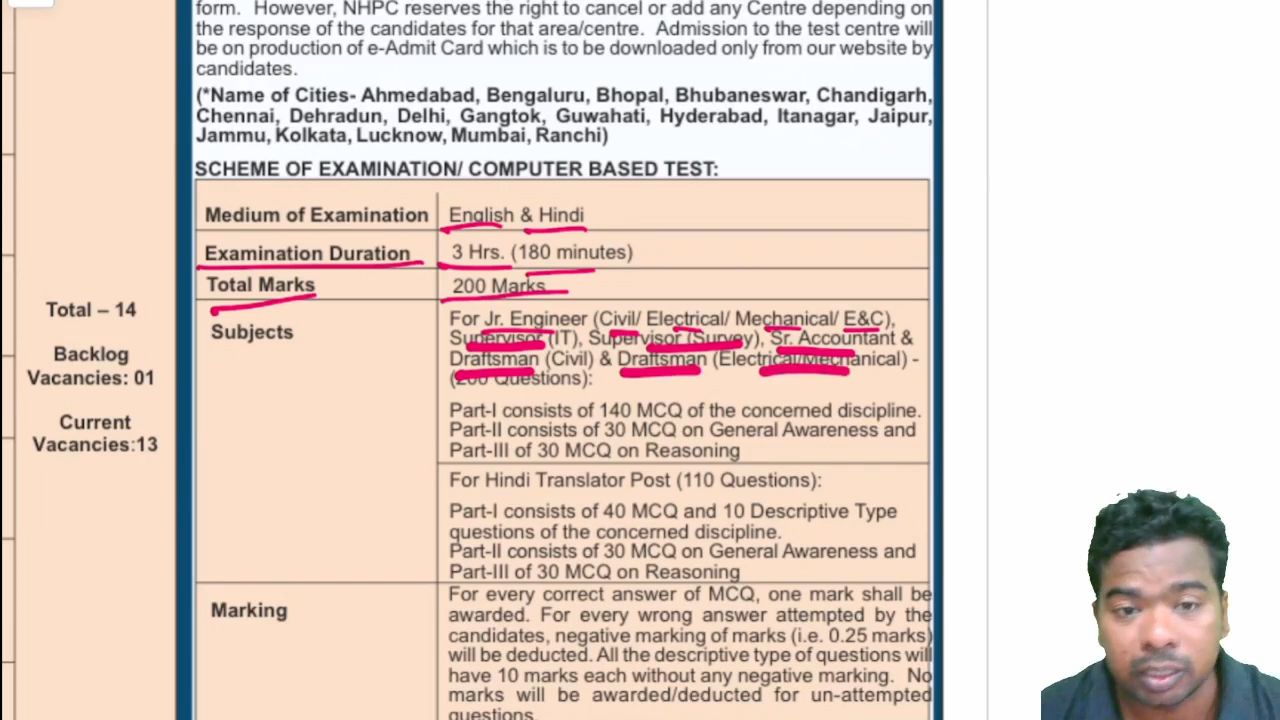 form. However, NHPC reserves the right to cancel or add any Centre depending on
the response of the candidates for that area/centre. Admission to the test centre will
be on production of e-Admit Card which is to be downloaded only from our website by
candidates.
(*Name of Cities- Ahmedabad, Bengaluru, Bhopal, Bhubaneswar, Chandigarh,
Chennai, Dehradun, Delhi, Gangtok, Guwahati, Hyderabad, Itanagar, Jaipur,
Jammu, Kolkata, Lucknow, Mumbai, Ranchi)
SCHEME OF EXAMINATION/ COMPUTER BASED TEST:
Medium of Examination English & Hindi
Examination Duration 3 Hrs. (180 minutes)
Total Marks 200 Marks
Total – 14
Backlog
Vacancies: 01
Current
Vacancies:13
Subjects
For Jr. Engineer (Civil/ Electrical/ Mechanical/ E&C),
Supervisor (IT), Supervisor (Survey), Sr. Accountant &
Draftsman (Civil) & Draftsman (Electrical/Mechanical) -
(200 Questions):
Part-I consists of 140 MCQ of the concerned discipline.
Part-II consists of 30 MCQ on General Awareness and
Part-III of 30 MCQ on Reasoning
For Hindi Translator Post (110 Questions):
Part-I consists of 40 MCQ and 10 Descriptive Type
questions of the concerned discipline.
Part-II consists of 30 MCQ on General Awareness and
Part-III of 30 MCQ on Reasoning
Marking
For every correct answer of MCQ, one mark shall be
awarded. For every wrong answer attempted by the
candidates, negative marking of marks (i.e. 0.25 marks)
will be deducted. All the descriptive type of questions will
have 10 marks each without any negative marking. No
marks will be awarded/deducted for un-attempted
questions.